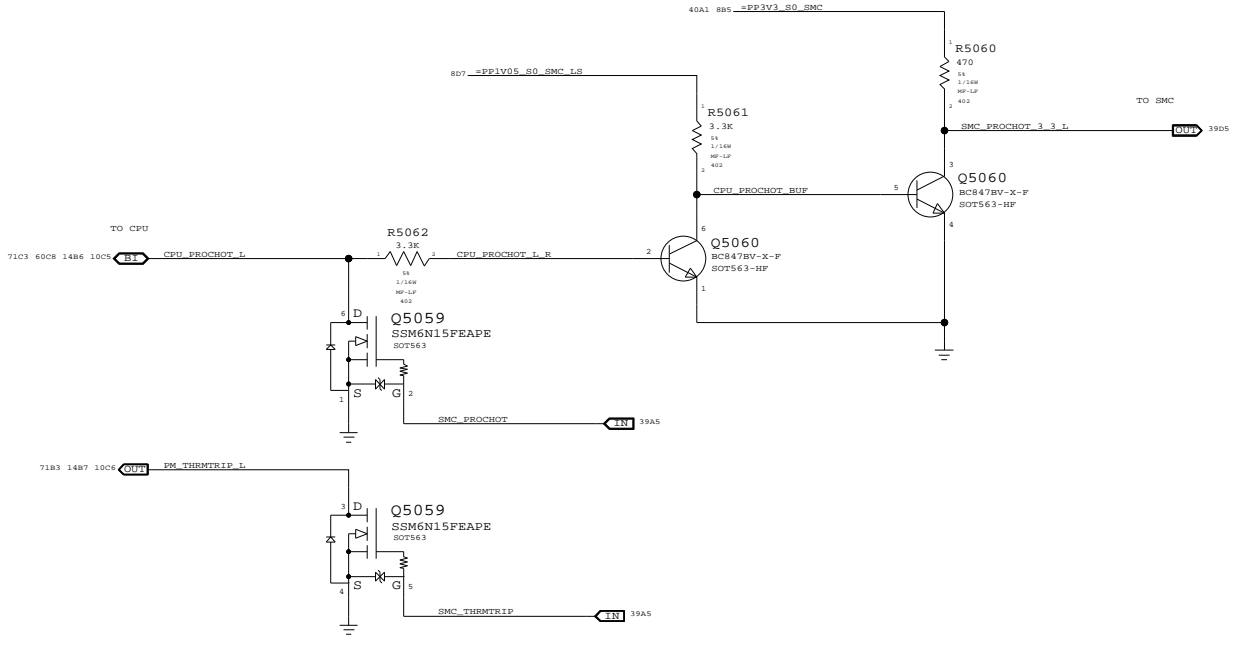 40A1 8B5 =PP3V3_S0_SMC
1
R5060
470
5%
1/16W
MF-LF
402
2
8D7 =PP1V05_S0_SMC_LS
1
R5061
3.3K
5%
1/16W
MF-LF
402
2
TO SMC
SMC_PROCHOT_3_3_L
OUT 39D5
3
Q5060
BC847BV-X-F
SOT563-HF
5
4
CPU_PROCHOT_BUF
6
Q5060
BC847BV-X-F
SOT563-HF
2
1
TO CPU
71C3 60C8 14B6 10C5 BI CPU_PROCHOT_L
R5062
3.3K
1 2
5%
1/16W
MF-LF
402
CPU_PROCHOT_L_R
6 D
Q5059
SSM6N15FEAPE
SOT563
1 S G 2
SMC_PROCHOT IN 39A5
71B3 14B7 10C6 OUT PM_THRMTRIP_L
3 D
Q5059
SSM6N15FEAPE
SOT563
4 S G 5
SMC_THRMTRIP IN 39A5